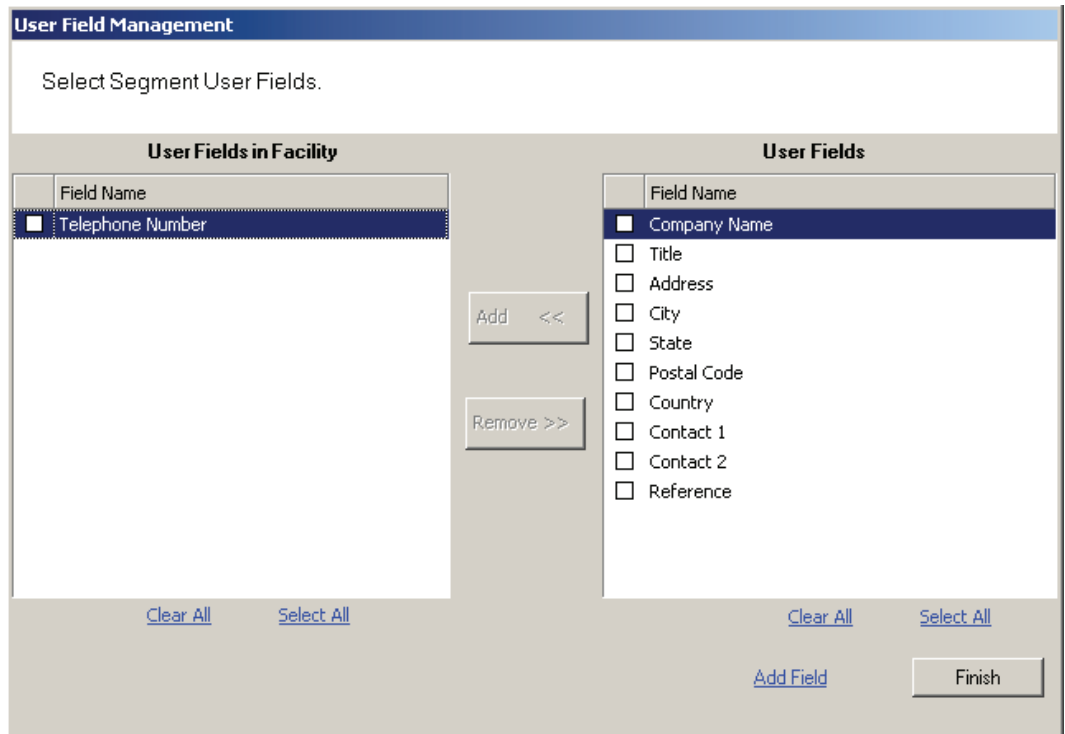 User Field Management
Select Segment User Fields.
User Fields in Facility
Field Name
Telephone Number
Clear All Select All
Add <<
Remove >>
User Fields
Field Name
Company Name
Title
Address
City
State
Postal Code
Country
Contact 1
Contact 2
Reference
Clear All Select All
Add Field Finish